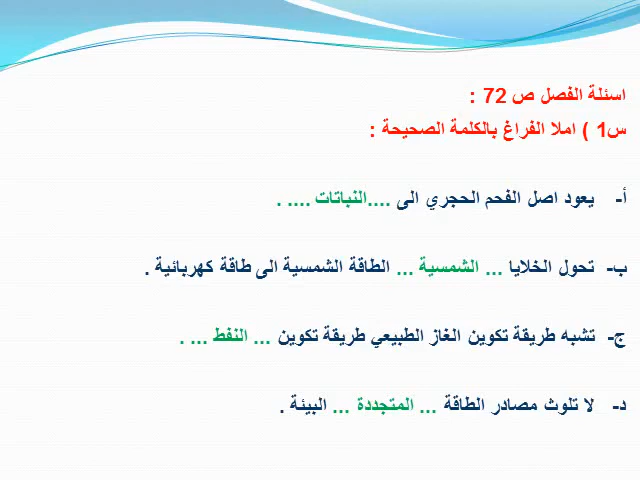 اسئلة الفصل ص 72 :
س1 ) املا الفراغ بالكلمة الصحيحة :
أ- يعود اصل الفحم الحجري الى ....النباتات .... .
ب- تحول الخلايا ... الشمسية ... الطاقة الشمسية الى طاقة كهربائية .
ج- تشبه طريقة تكوين الغاز الطبيعي طريقة تكوين ... النفط ... .
د- لا تلوث مصادر الطاقة ... المتجددة ... البيئة .